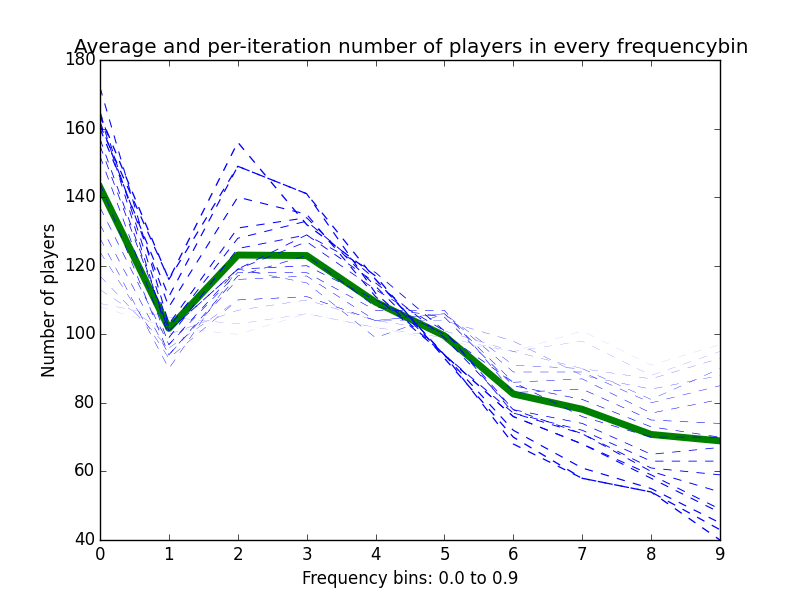 Average and per-iteration number of players in every frequencybin
180
160
140
120
100
80
60
40
Number of players
0 1 2 3 4 5 6 7 8 9
Frequency bins: 0.0 to 0.9